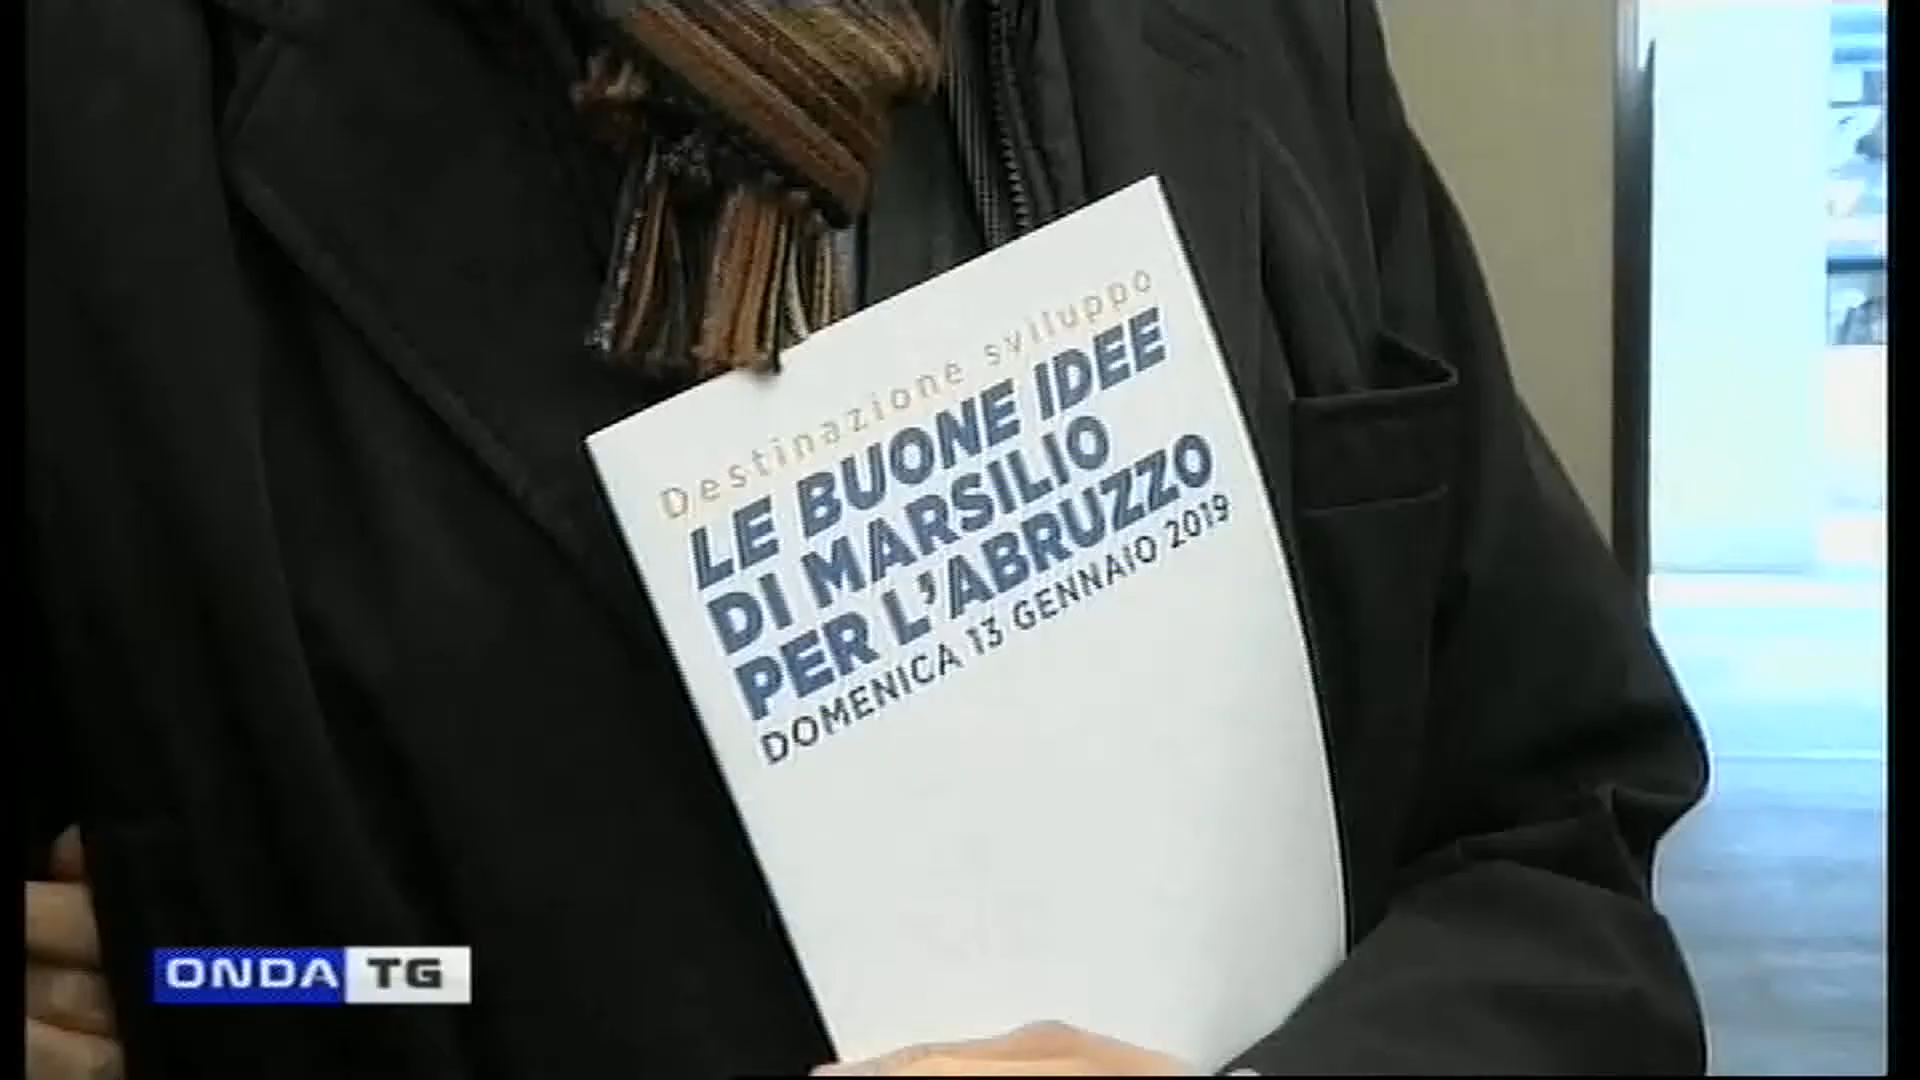 Destinazione sviluppo
LE BUONE IDEE
DI MARSILIO
PER L'ABRUZZO
DOMENICA 13 GENNAIO 2019
ONDA TG